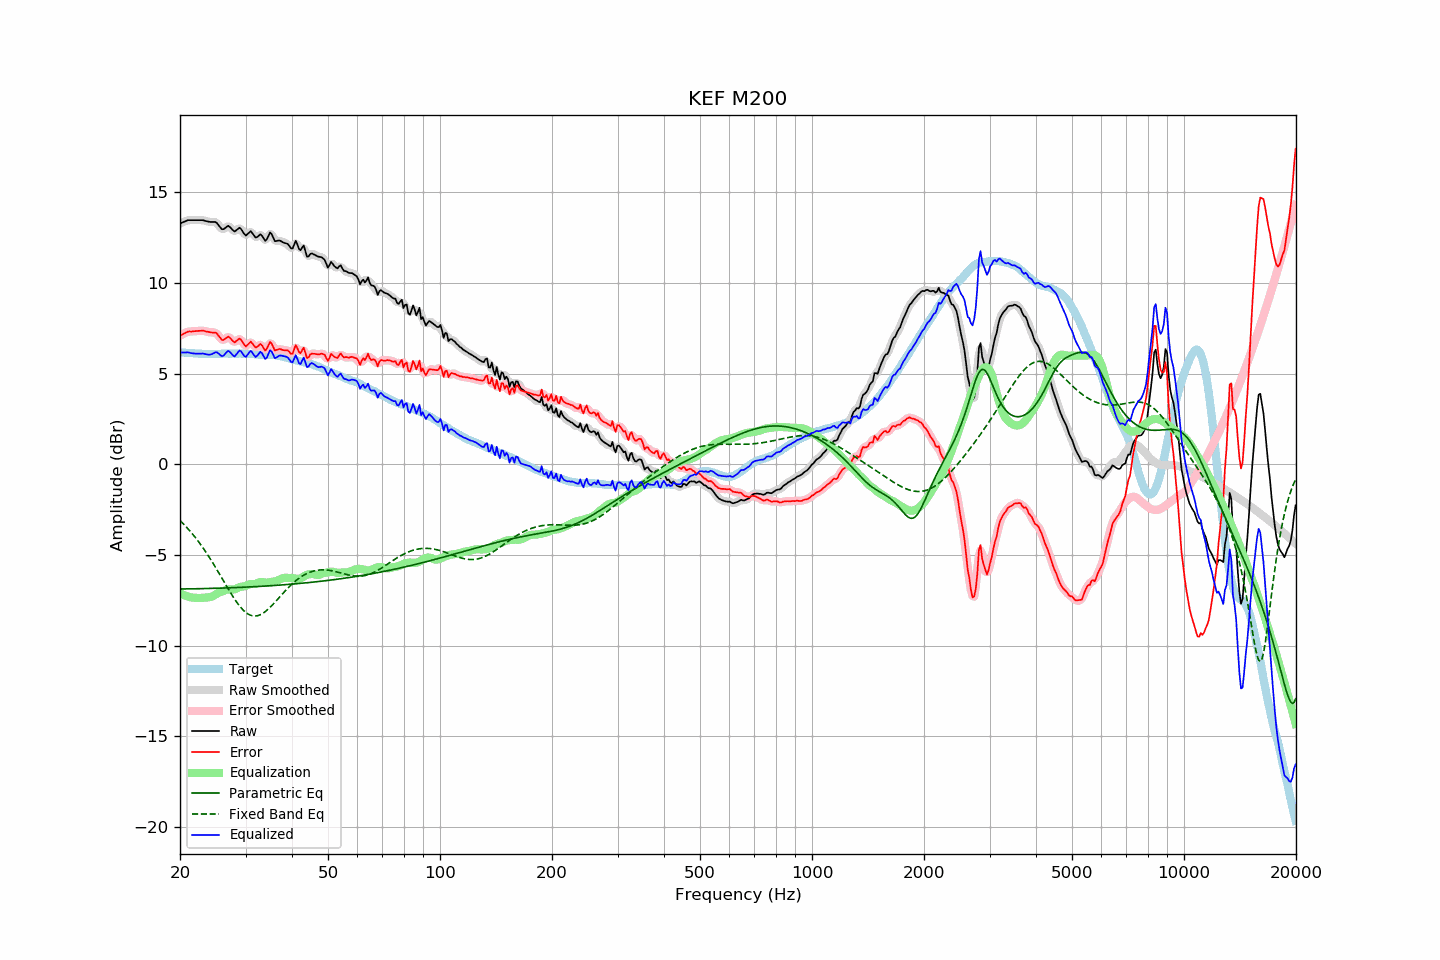 KEF M200
Amplitude (dBr)
15
10
5
0
−5
−10
−15
−20
Target
Raw Smoothed
Error Smoothed
Raw
Error
Equalization
Parametric Eq
Fixed Band Eq
Equalized
20 50 100 200 500 1000 2000 5000 10000 20000
Frequency (Hz)